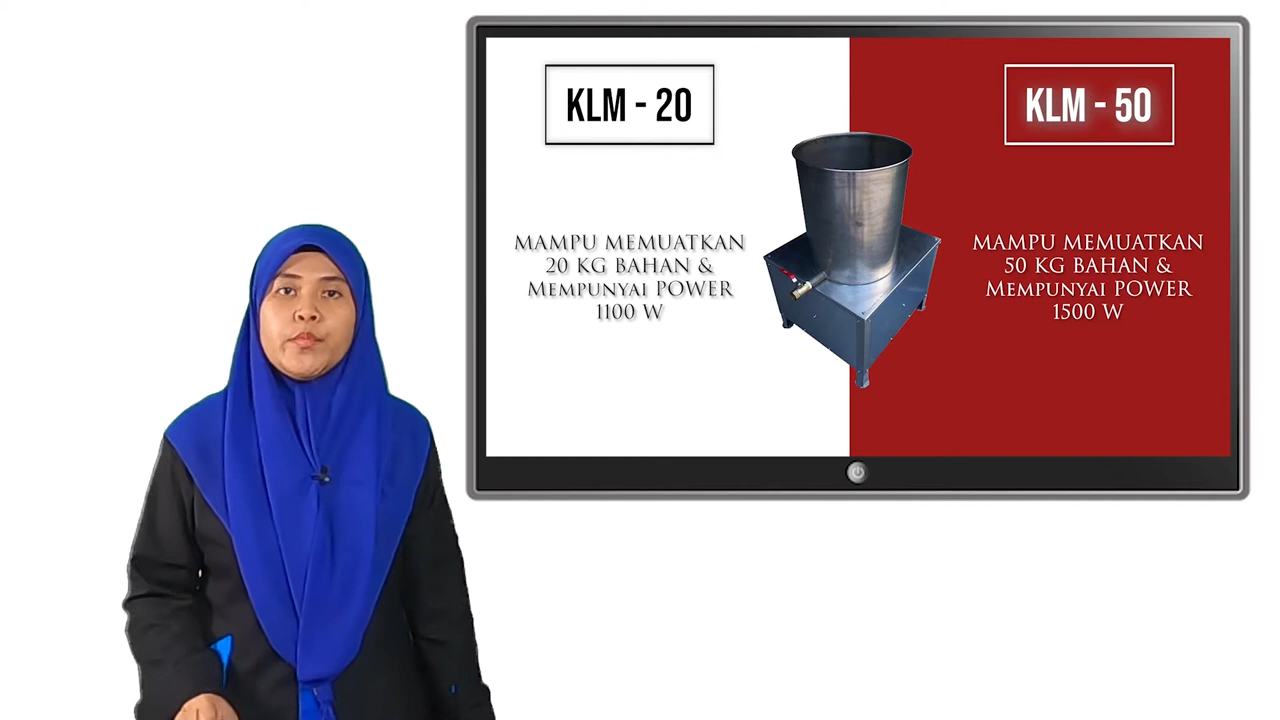 KLM - 20
MAMPU MEMUATKAN
20 KG BAHAN &
Mempunyai POWER
1100 W
KLM - 50
MAMPU MEMUATKAN
50 KG BAHAN &
Mempunyai POWER
1500 W